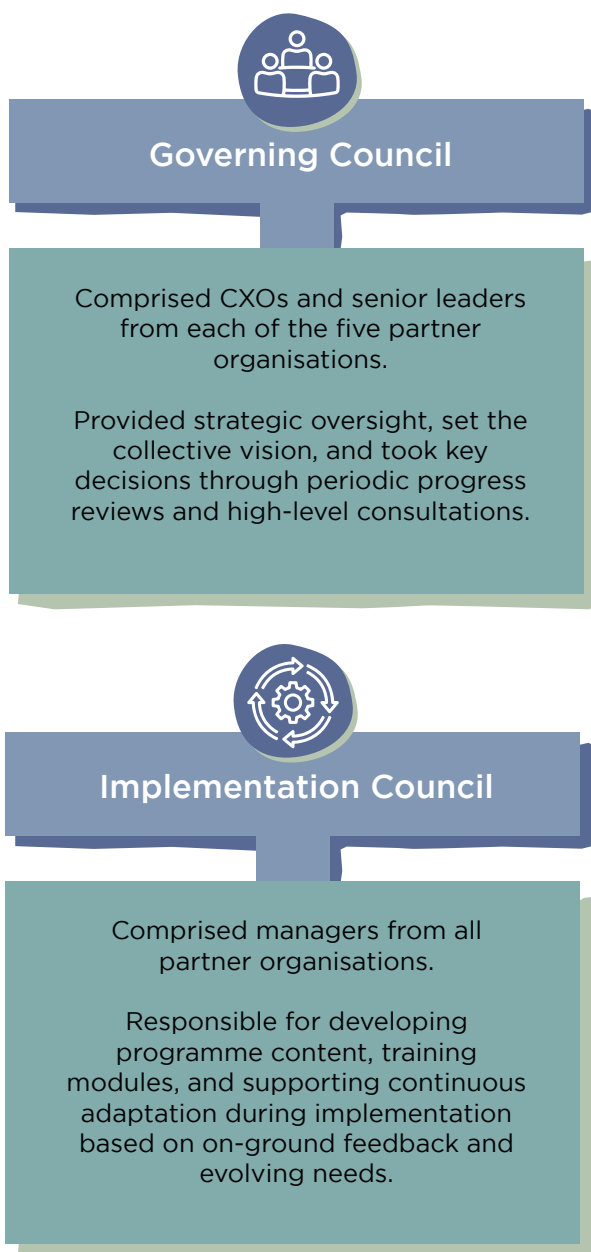 Governing Council
Comprised CXOs and senior leaders
from each of the five partner
organisations.
Provided strategic oversight, set the
collective vision, and took key
decisions through periodic progress
reviews and high-level consultations.
Implementation Council
Comprised managers from all
partner organisations.
Responsible for developing
programme content, training
modules, and supporting continuous
adaptation during implementation
based on on-ground feedback and
evolving needs.